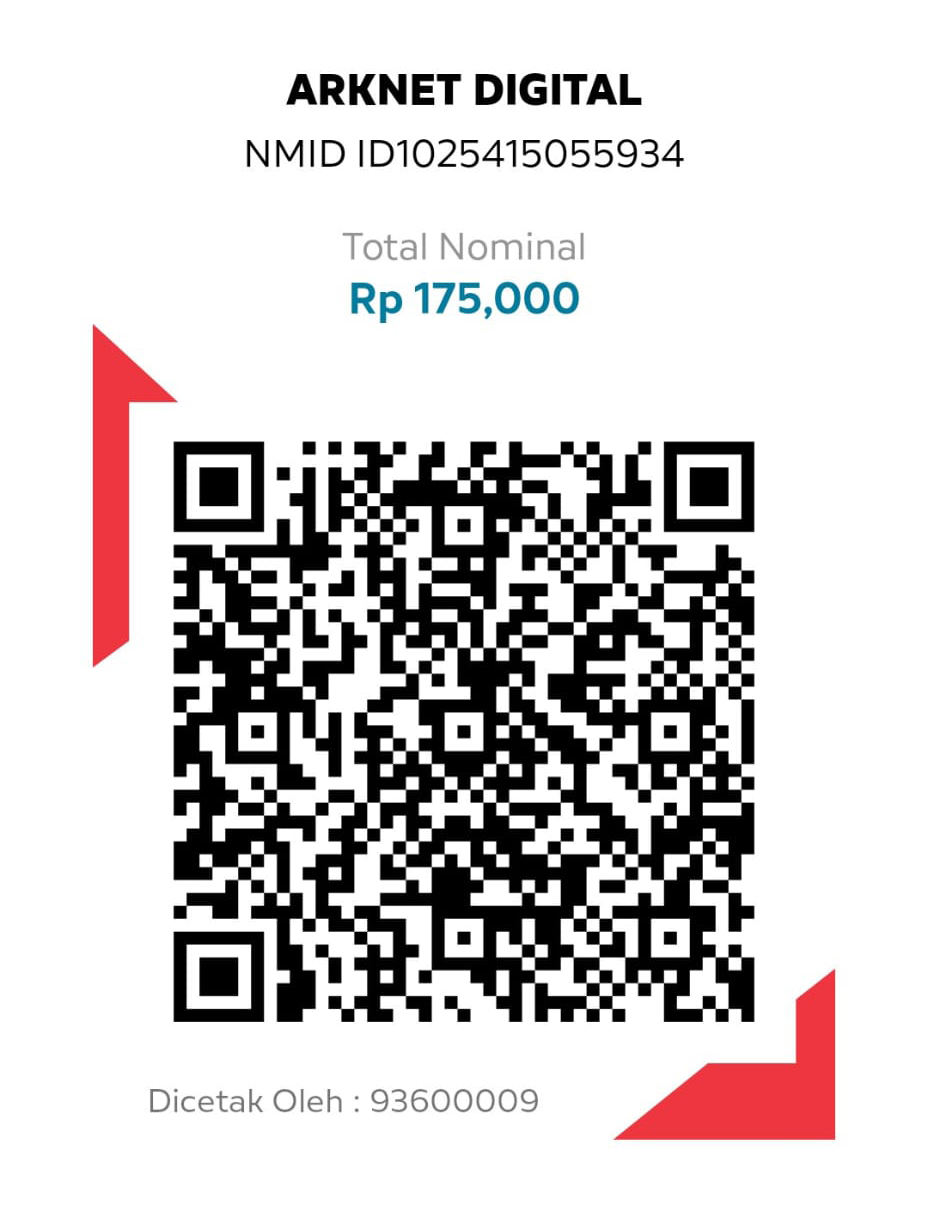 ARKNET DIGITAL
NMID ID1025415055934
Total Nominal
Rp 175,000
Dicetak Oleh : 93600009